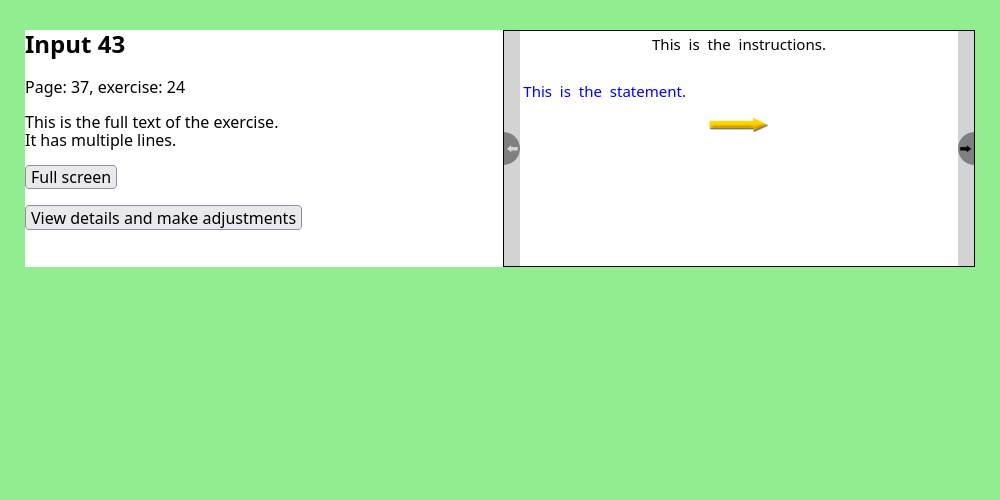 Input 43
Page: 37, exercise: 24
This is the full text of the exercise.
It has multiple lines.
Full screen
View details and make adjustments
This is the instructions.
This is the statement.